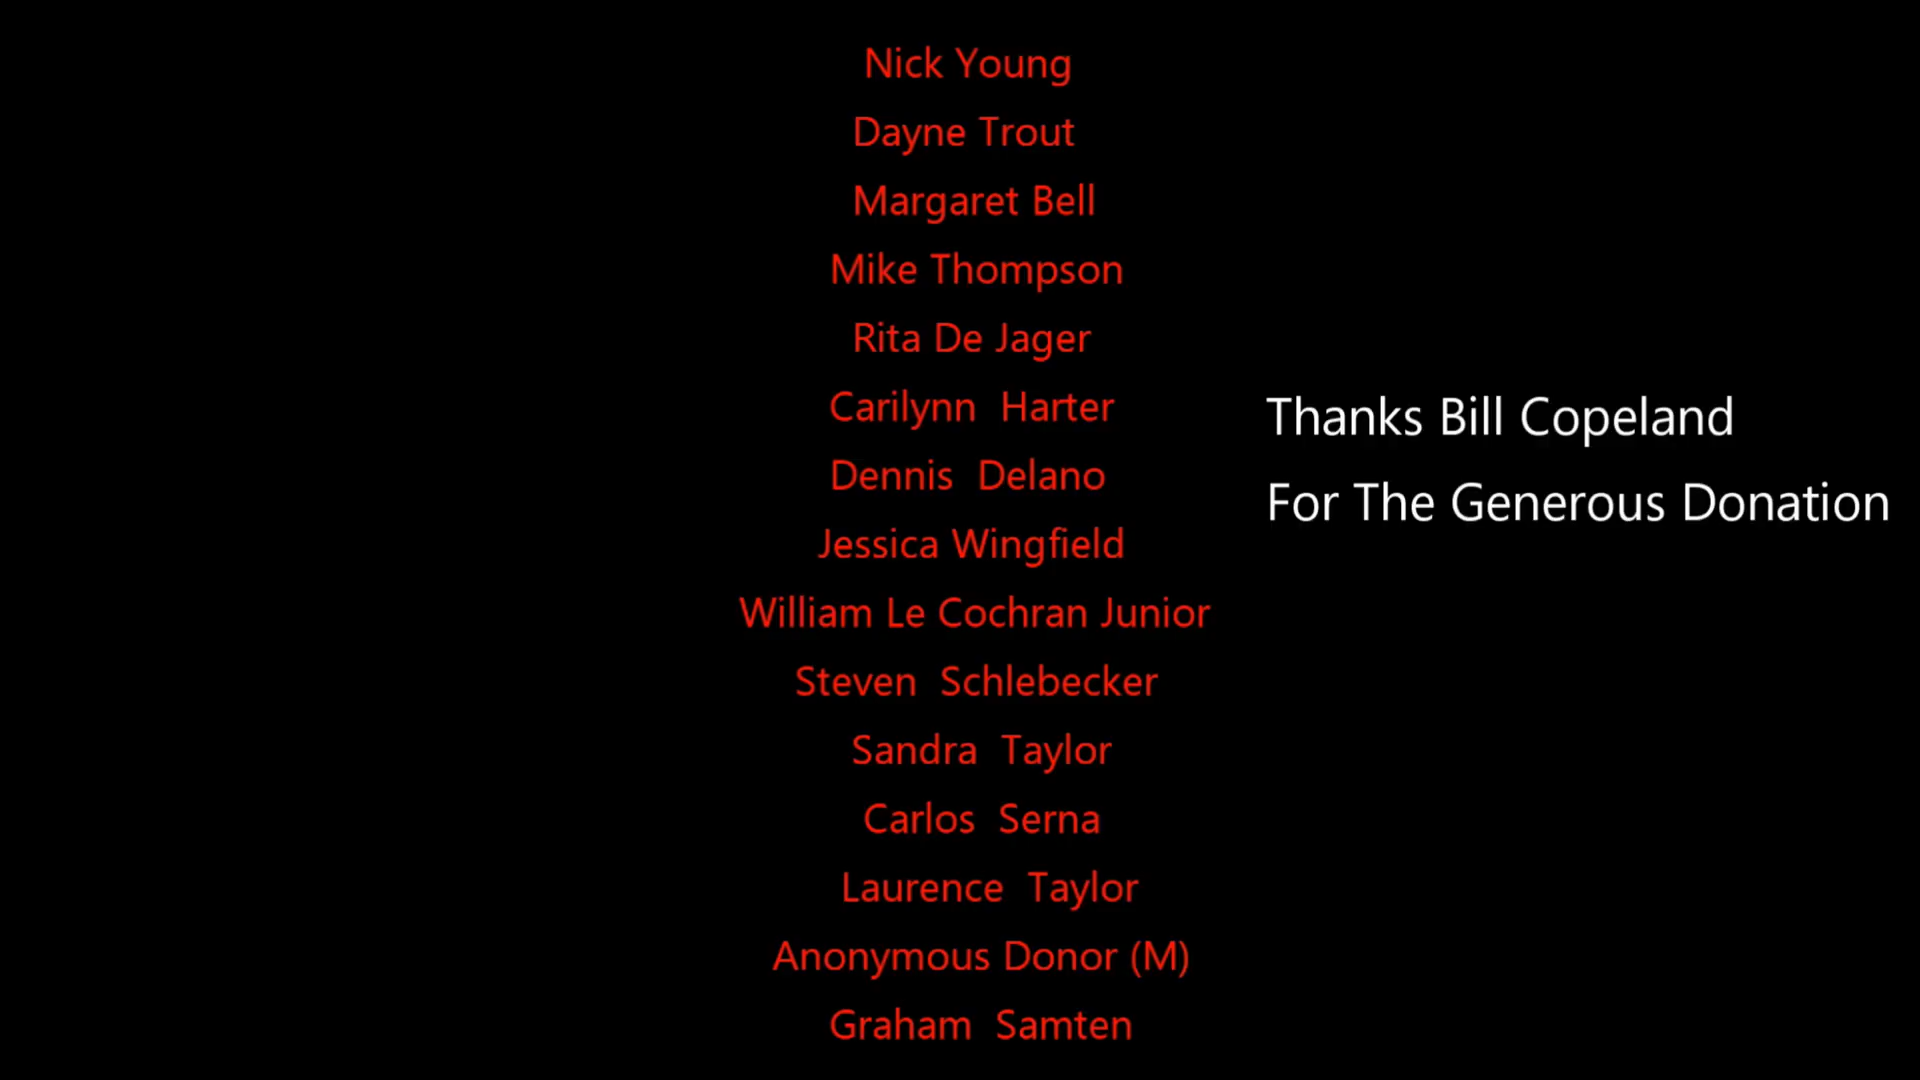 Nick Young
Dayne Trout
Margaret Bell
Mike Thompson
Rita De Jager
Carilynn  Harter
Dennis  Delano
Jessica Wingfield
William Le Cochran Junior
Steven  Schlebecker
Sandra  Taylor
Carlos  Serna
Laurence  Taylor
Anonymous Donor (M)
Graham  Samten
Thanks Bill Copeland
For The Generous Donation